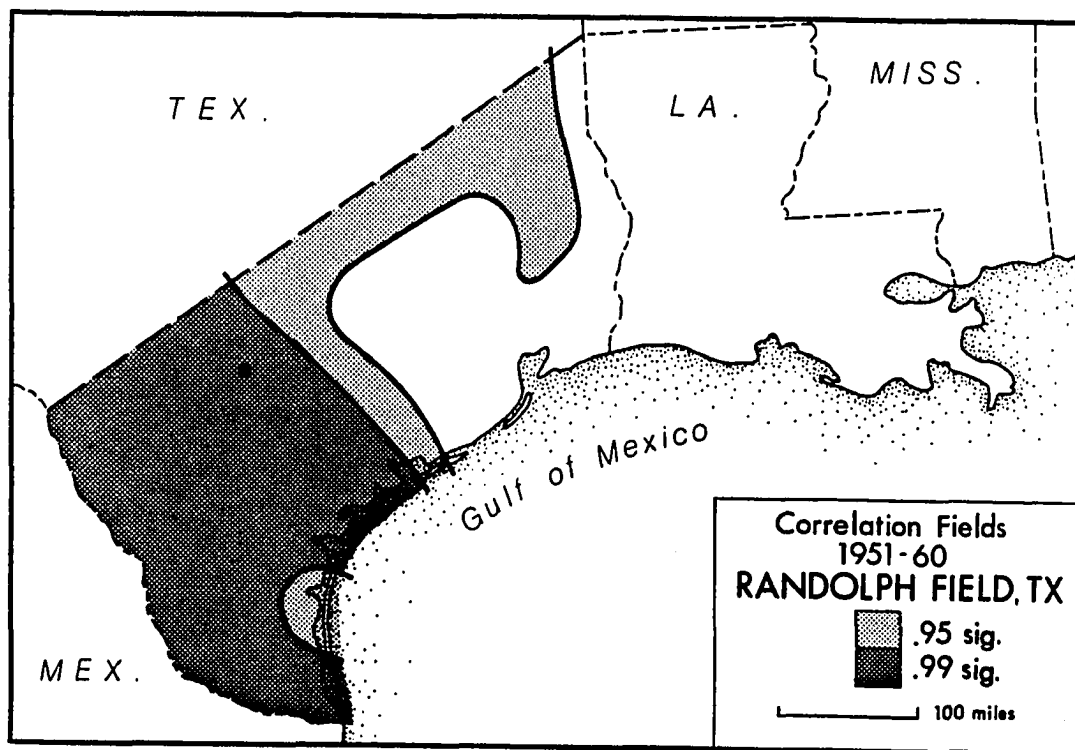 TEX.
LA.
MISS.
Gulf of Mexico
MEX.
Correlation Fields
1951-60
RANDOLPH FIELD, TX
.95 sig.
.99 sig.
100 miles